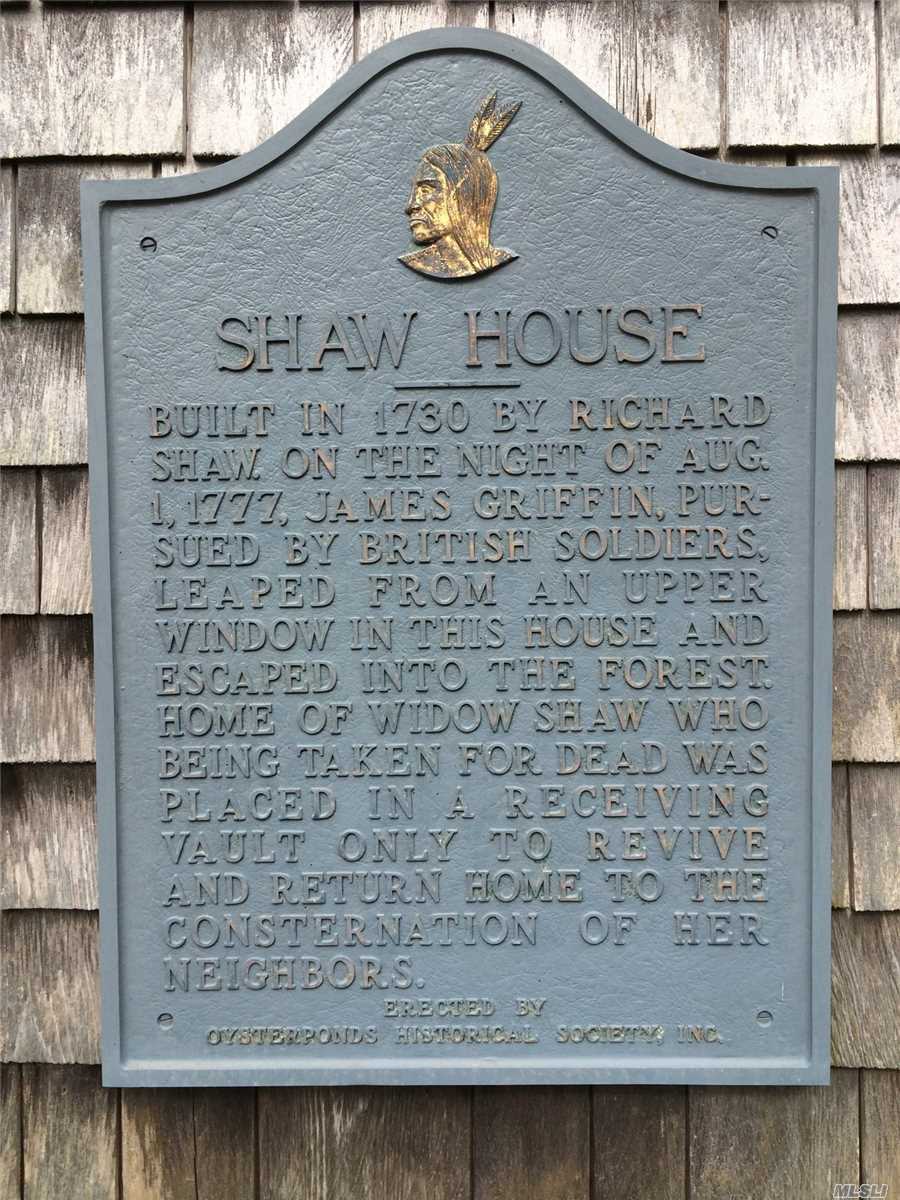 SHAW HOUSE
BUILT IN 1730 BY RICHARD
SHAW. ON THE NIGHT OF AUG.
1, 1777, JAMES GRIFFIN, PUR-
SUED BY BRITISH SOLDIERS,
LEAPED FROM AN UPPER
WINDOW IN THIS HOUSE AND
ESCAPED INTO THE FOREST.
HOME OF WIDOW SHAW WHO
BEING TAKEN FOR DEAD WAS
PLACED IN A RECEIVING
VAULT ONLY TO REVIVE
AND RETURN HOME TO THE
CONSTERNATION OF HER
NEIGHBORS.
ERECTED BY
OYSTERPONDS HISTORICAL SOCIETY, INC.
MLSLI